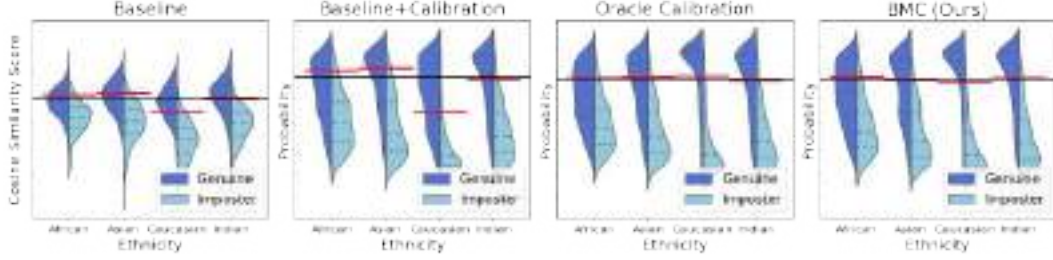 Baseline
Baseline+Calibration
Oracle Calibration
BMC (Ours)
Cosine Similarity Score
Probability
Probability
Probability
Genuine
Imposter
Genuine
Imposter
Genuine
Imposter
Genuine
Imposter
African Asian Caucasian Indian
African Asian Caucasian Indian
African Asian Caucasian Indian
African Asian Caucasian Indian
Ethnicity
Ethnicity
Ethnicity
Ethnicity